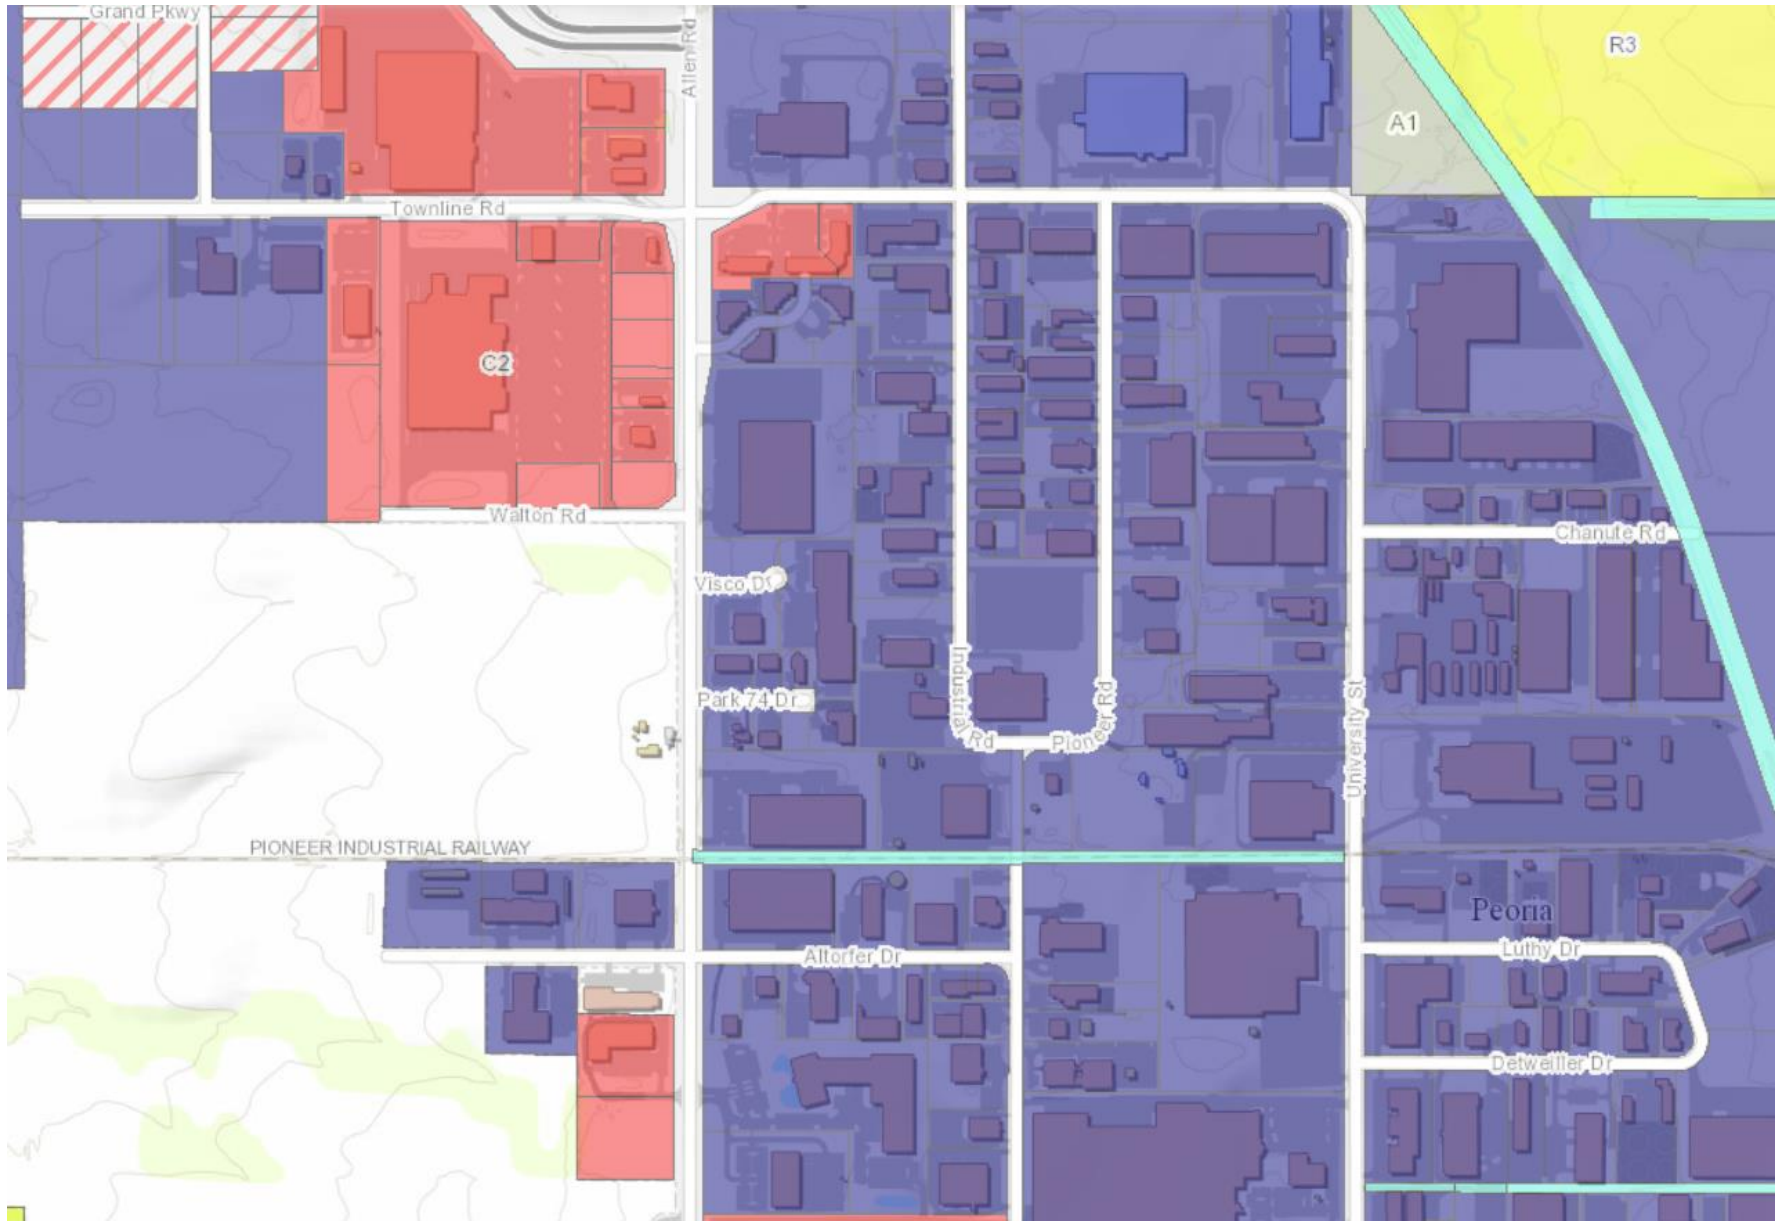 Grand Pkwy
Allen Rd
R3
A1
Townline Rd
C2
Walton Rd
Chanute Rd
Visco Dr
Park 74 Dr
Industrial Rd
Pioneer Rd
University St
PIONEER INDUSTRIAL RAILWAY
Peoria
Altorfer Dr
Luthy Dr
Detweiller Dr